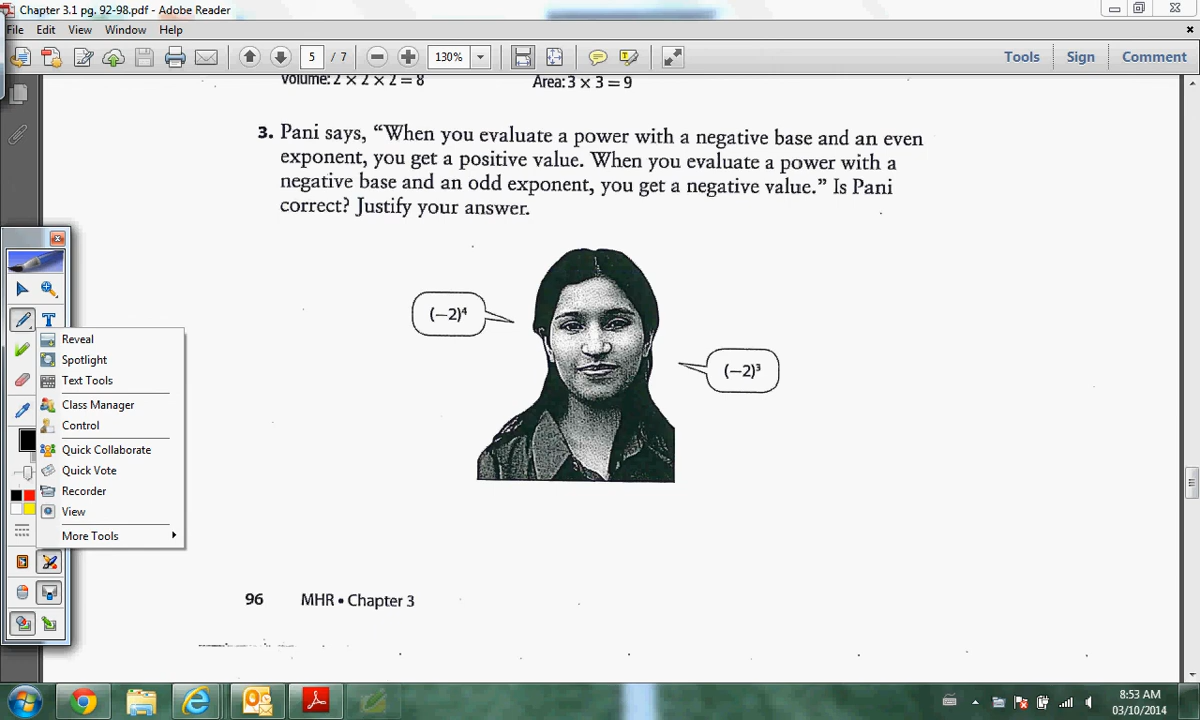 Chapter 3.1 pg. 92-98.pdf - Adobe Reader
File Edit View Window Help
5 / 7 130% Tools Sign Comment
Volume: 2 × 2 × 2 = 8 Area: 3 × 3 = 9
3. Pani says, “When you evaluate a power with a negative base and an even
exponent, you get a positive value. When you evaluate a power with a
negative base and an odd exponent, you get a negative value.” Is Pani
correct? Justify your answer.
(−2)⁴
(−2)³
T
Reveal
Spotlight
Text Tools
Class Manager
Control
Quick Collaborate
Quick Vote
Recorder
View
More Tools
96 MHR • Chapter 3
8:53 AM
03/10/2014